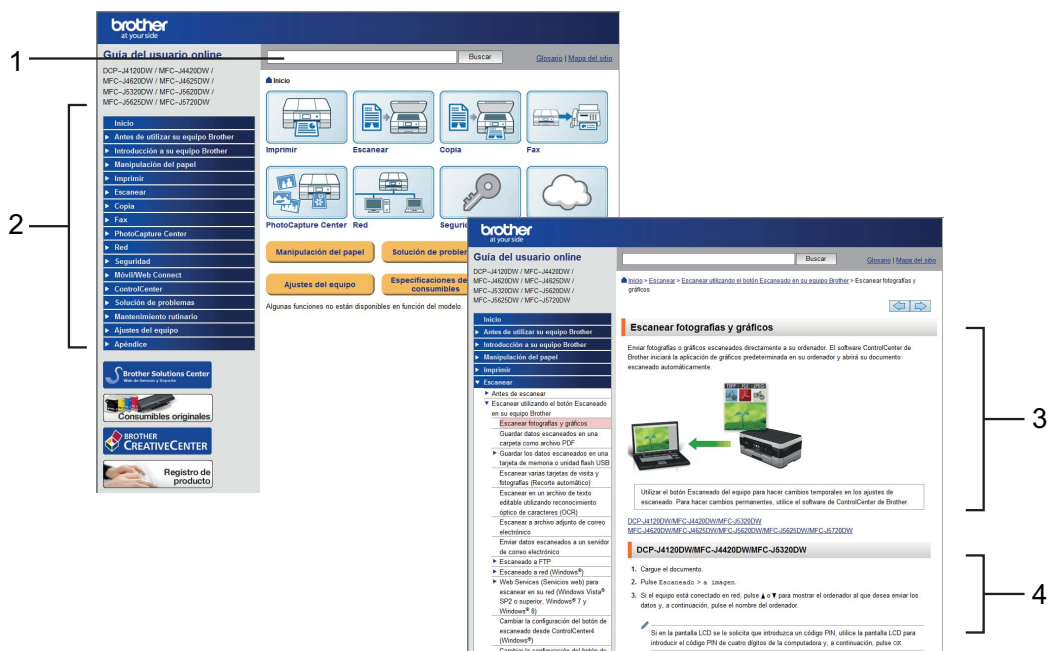 brother
at your side
Guía del usuario online
DCP-J4120DW / MFC-J4420DW /
MFC-J4620DW / MFC-J4625DW /
MFC-J5320DW / MFC-J5620DW /
MFC-J5625DW / MFC-J5720DW
1
Buscar
Glosario | Mapa del sitio
2
Inicio
Antes de utilizar su equipo Brother
Introducción a su equipo Brother
Manipulación del papel
Imprimir
Escanear
Copia
Fax
PhotoCapture Center
Red
Seguridad
Móvil/Web Connect
ControlCenter
Solución de problemas
Mantenimiento rutinario
Ajustes del equipo
Apéndice
Brother Solutions Center
Web de Servicio y Soporte
Consumibles originales
BROTHER
CREATIVECENTER
Registro de
producto
Inicio
Imprimir
Escanear
Copia
Fax
PhotoCapture Center
Red
Seguric
Manipulación del papel
Solución de probler
Ajustes del equipo
Especificaciones de
consumibles
Algunas funciones no están disponibles en función del modelo.
brother
at your side
Guía del usuario online
DCP-J4120DW / MFC-J4420DW /
MFC-J4620DW / MFC-J4625DW /
MFC-J5320DW / MFC-J5620DW /
MFC-J5625DW / MFC-J5720DW
Buscar
Glosario | Mapa del sitio
Inicio
Antes de utilizar su equipo Brother
Introducción a su equipo Brother
Manipulación del papel
Imprimir
Escanear
Antes de escanear
Escanear utilizando el botón Escaneado
en su equipo Brother
Escanear fotografías y gráficos
Guardar datos escaneados en una
carpeta como archivo PDF
Guardar los datos escaneados en una
tarjeta de memoria o unidad flash USB
Escanear varias tarjetas de visita y
fotografías (Recorte automático)
Escanear en un archivo de texto
editable utilizando reconocimiento
óptico de caracteres (OCR)
Escanear a archivo adjunto de correo
electrónico
Enviar datos escaneados a un servidor
de correo electrónico
Escaneado a FTP
Escaneado a red (Windows®)
Web Services (Servicios web) para
escanear en su red (Windows Vista®
SP2 o superior, Windows® 7 y
Windows® 8)
Cambiar la configuración del botón de
escaneado desde ControlCenter4
(Windows®)
Cambiar la configuración del botón de
Inicio > Escanear > Escanear utilizando el botón Escaneado en su equipo Brother > Escanear fotografías y
gráficos
Escanear fotografías y gráficos
Enviar fotografías o gráficos escaneados directamente a su ordenador. El software ControlCenter de
Brother iniciará la aplicación de gráficos predeterminada en su ordenador y abrirá su documento
escaneado automáticamente.
TIFF PDF JPEG
3
Utilizar el botón Escaneado del equipo para hacer cambios temporales en los ajustes de
escaneado. Para hacer cambios permanentes, utilice el software de ControlCenter de Brother.
DCP-J4120DW/MFC-J4420DW/MFC-J5320DW
MFC-J4620DW/MFC-J4625DW/MFC-J5620DW/MFC-J5625DW/MFC-J5720DW
DCP-J4120DW/MFC-J4420DW/MFC-J5320DW
1. Cargue el documento.
2. Pulse Escaneado > a imagen.
3. Si el equipo está conectado en red, pulse ▲ o ▼ para mostrar el ordenador al que desea enviar los
datos y, a continuación, pulse el nombre del ordenador.
4
Si en la pantalla LCD se le solicita que introduzca un código PIN, utilice la pantalla LCD para
introducir el código PIN de cuatro dígitos de la computadora y, a continuación, pulse OK.